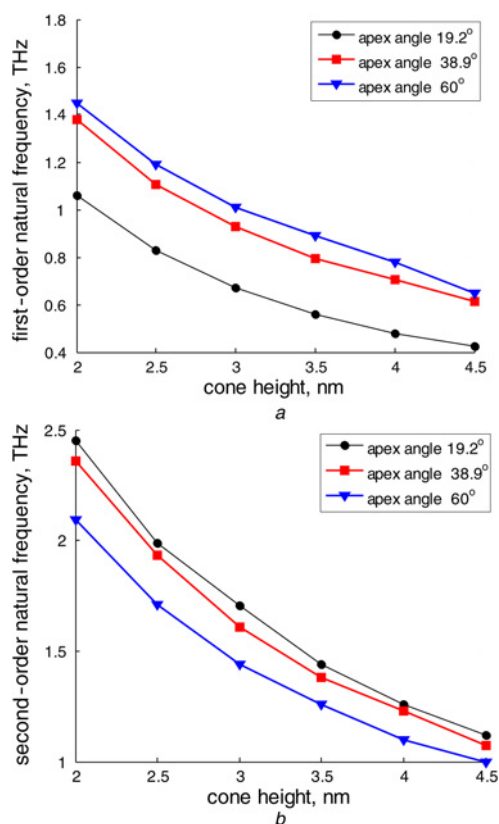 1.8
1.6
1.4
1.2
1
0.8
0.6
0.4
first-order natural frequency, THz
apex angle 19.2°
apex angle 38.9°
apex angle 60°
2 2.5 3 3.5 4 4.5
cone height, nm
a
2.5
2
1.5
1
second-order natural frequency, THz
apex angle 19.2°
apex angle 38.9°
apex angle 60°
2 2.5 3 3.5 4 4.5
cone height, nm
b